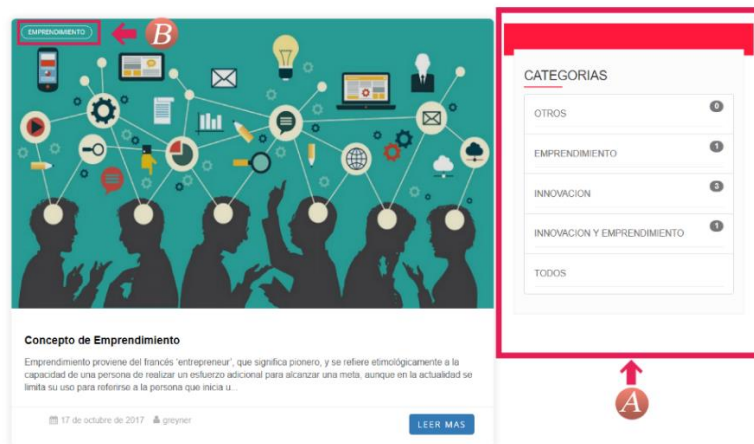 EMPRENDIMIENTO
B
Concepto de Emprendimiento
Emprendimiento proviene del francés 'entrepreneur', que significa pionero, y se refiere etimológicamente a la
capacidad de una persona de realizar un esfuerzo adicional para alcanzar una meta, aunque en la actualidad se
limita su uso para referirse a la persona que inicia u...
17 de octubre de 2017 greyner
LEER MAS
CATEGORIAS
OTROS 0
EMPRENDIMIENTO 1
INNOVACION 3
INNOVACION Y EMPRENDIMIENTO 1
TODOS
A